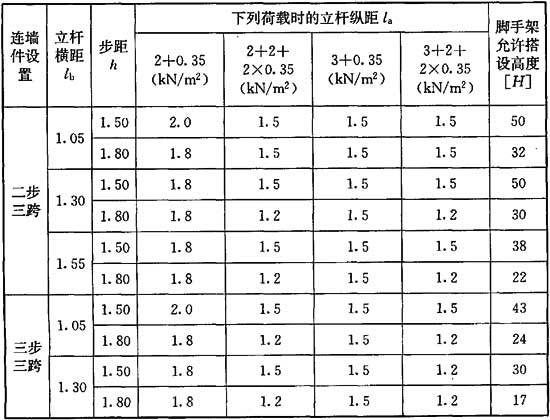 连墙件设置 立杆横距 lb 步距 h 下列荷载时的立杆纵距 la 脚手架允许搭设高度 [H]
2+0.35 (kN/m²) 2+2+2×0.35 (kN/m²) 3+0.35 (kN/m²) 3+2+2×0.35 (kN/m²)
二步三跨 1.05 1.50 2.0 1.5 1.5 1.5 50
1.80 1.8 1.5 1.5 1.5 32
1.30 1.50 1.8 1.5 1.5 1.5 50
1.80 1.8 1.2 1.5 1.2 30
1.55 1.50 1.8 1.5 1.5 1.5 38
1.80 1.8 1.2 1.5 1.2 22
三步三跨 1.05 1.50 2.0 1.5 1.5 1.5 43
1.80 1.8 1.2 1.5 1.2 24
1.30 1.50 1.8 1.5 1.5 1.2 30
1.80 1.8 1.2 1.5 1.2 17